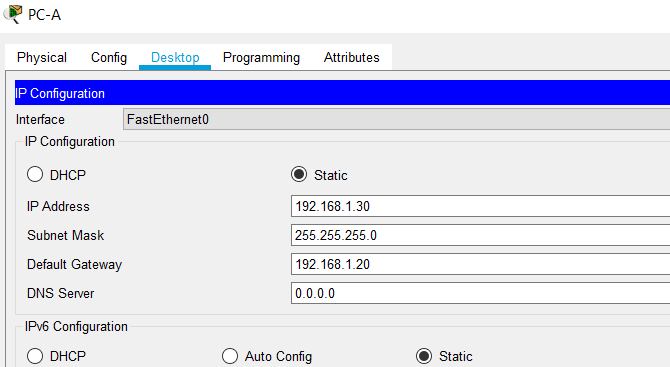 PC-A
Physical Config Desktop Programming Attributes
IP Configuration
Interface FastEthernet0
IP Configuration
DHCP Static
IP Address 192.168.1.30
Subnet Mask 255.255.255.0
Default Gateway 192.168.1.20
DNS Server 0.0.0.0
IPv6 Configuration
DHCP Auto Config Static